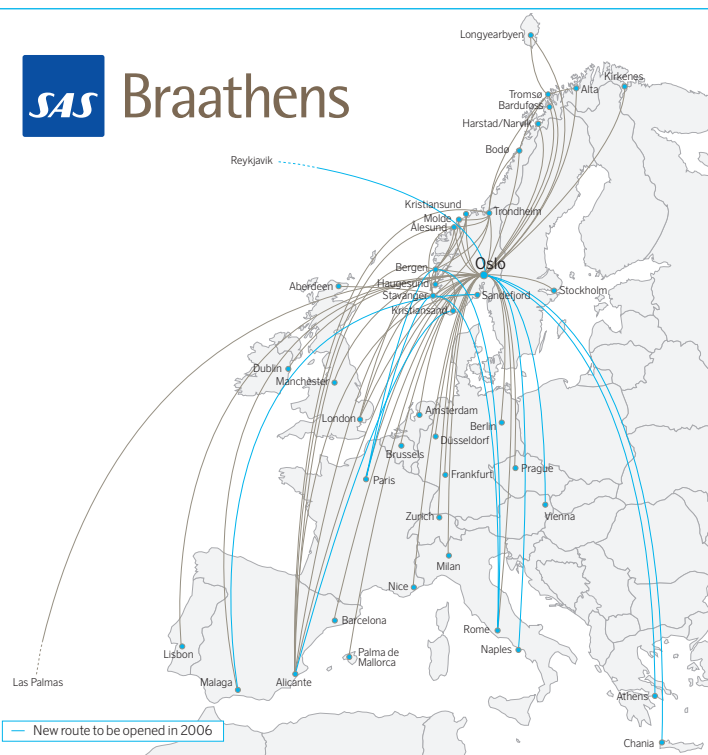 Longyearbyen
SAS Braathens
Kirkenes
Tromsø
Alta
Bardufoss
Harstad/Narvik
Bodø
Reykjavik
Kristiansund
Trondheim
Molde
Ålesund
Oslo
Bergen
Haugesund
Aberdeen
Stockholm
Stavanger
Sandefjord
Kristiansand
Dublin
Manchester
London
Amsterdam
Berlin
Düsseldorf
Brussels
Paris
Frankfurt
Prague
Zurich
Vienna
Milan
Nice
Barcelona
Rome
Naples
Lisbon
Palma de
Mallorca
Las Palmas
Malaga
Alicante
Athens
New route to be opened in 2006
Chania